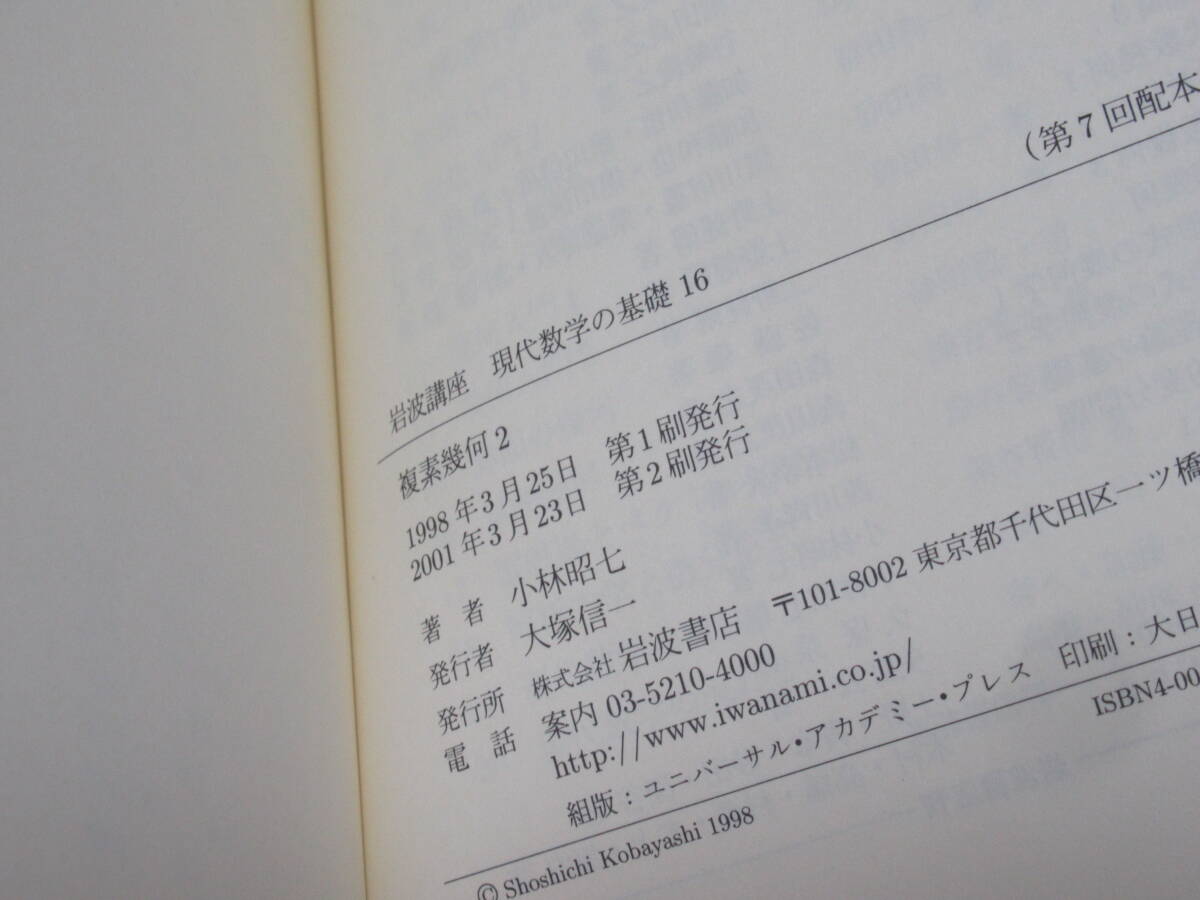 (第7回配本
岩波講座 現代数学の基礎 16
複素幾何2
1998年3月25日 第1刷発行
2001年3月23日 第2刷発行
著者 小林昭七
発行者 大塚信一
発行所 株式会社 岩波書店 〒101-8002 東京都千代田区一ツ橋
電話 案内 03-5210-4000
http://www.iwanami.co.jp/
組版：ユニバーサル・アカデミー・プレス 印刷：大日
ISBN4-00
© Shoshichi Kobayashi 1998